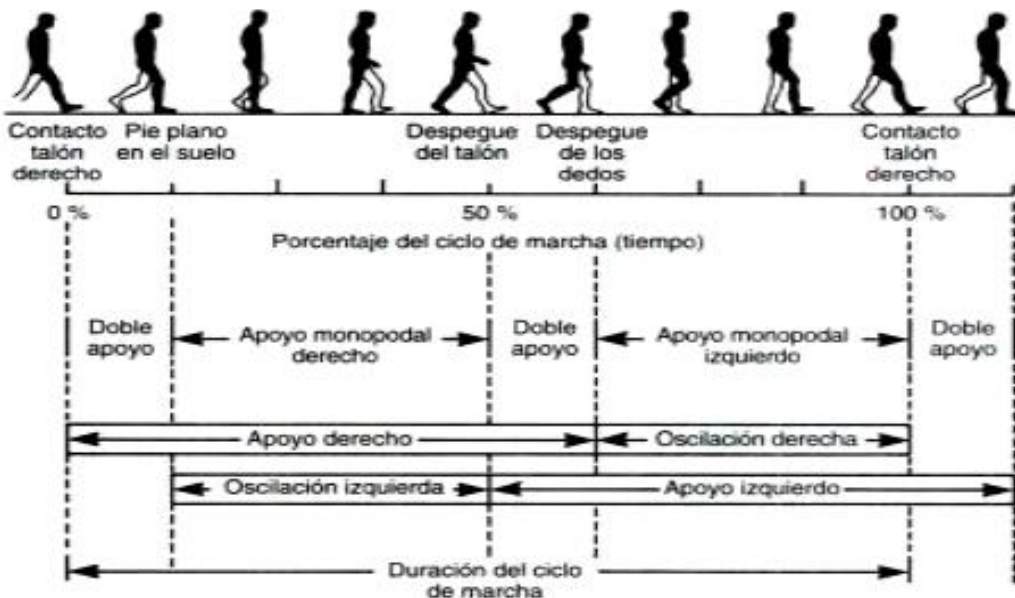 Contacto
talón
derecho
Pie plano
en el suelo
Despegue
del talón
Despegue
de los
dedos
Contacto
talón
derecho
0 %
50 %
100 %
Porcentaje del ciclo de marcha (tiempo)
Doble
apoyo
Apoyo monopodal
derecho
Doble
apoyo
Apoyo monopodal
izquierdo
Doble
apoyo
Apoyo derecho
Oscilación derecha
Oscilación izquierda
Apoyo izquierdo
Duración del ciclo
de marcha